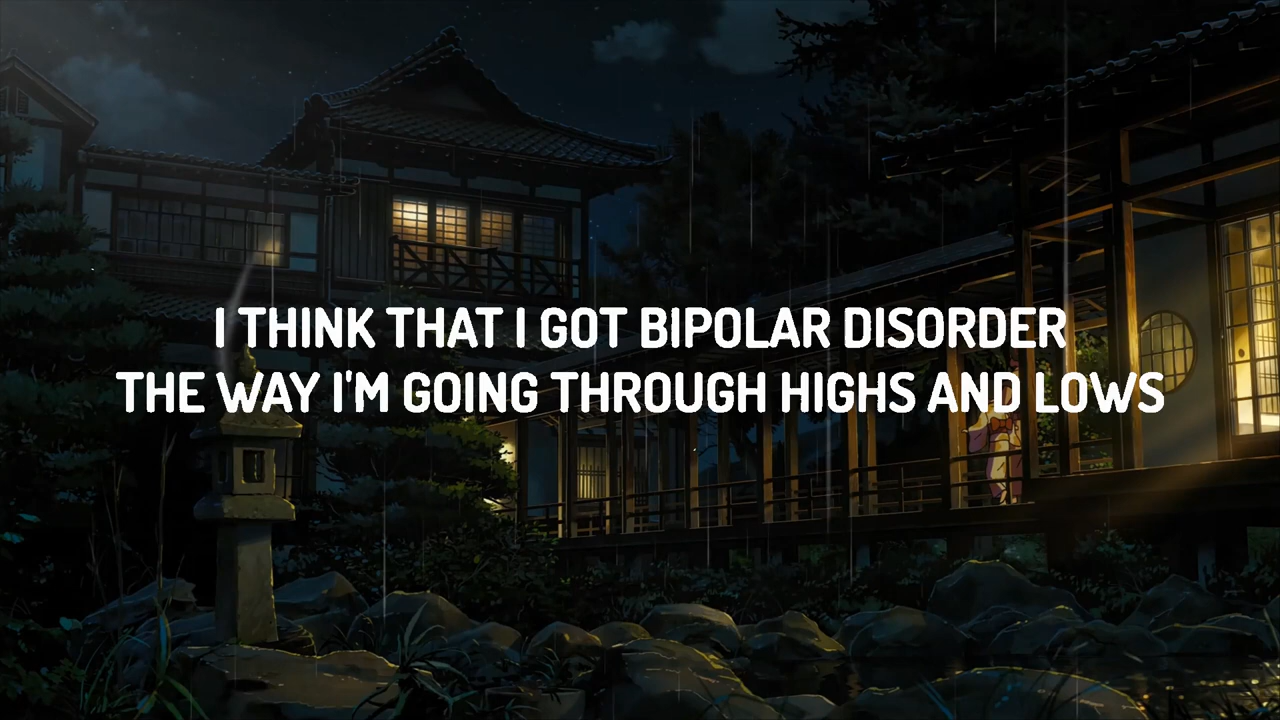 I THINK THAT I GOT BIPOLAR DISORDER
THE WAY I'M GOING THROUGH HIGHS AND LOWS